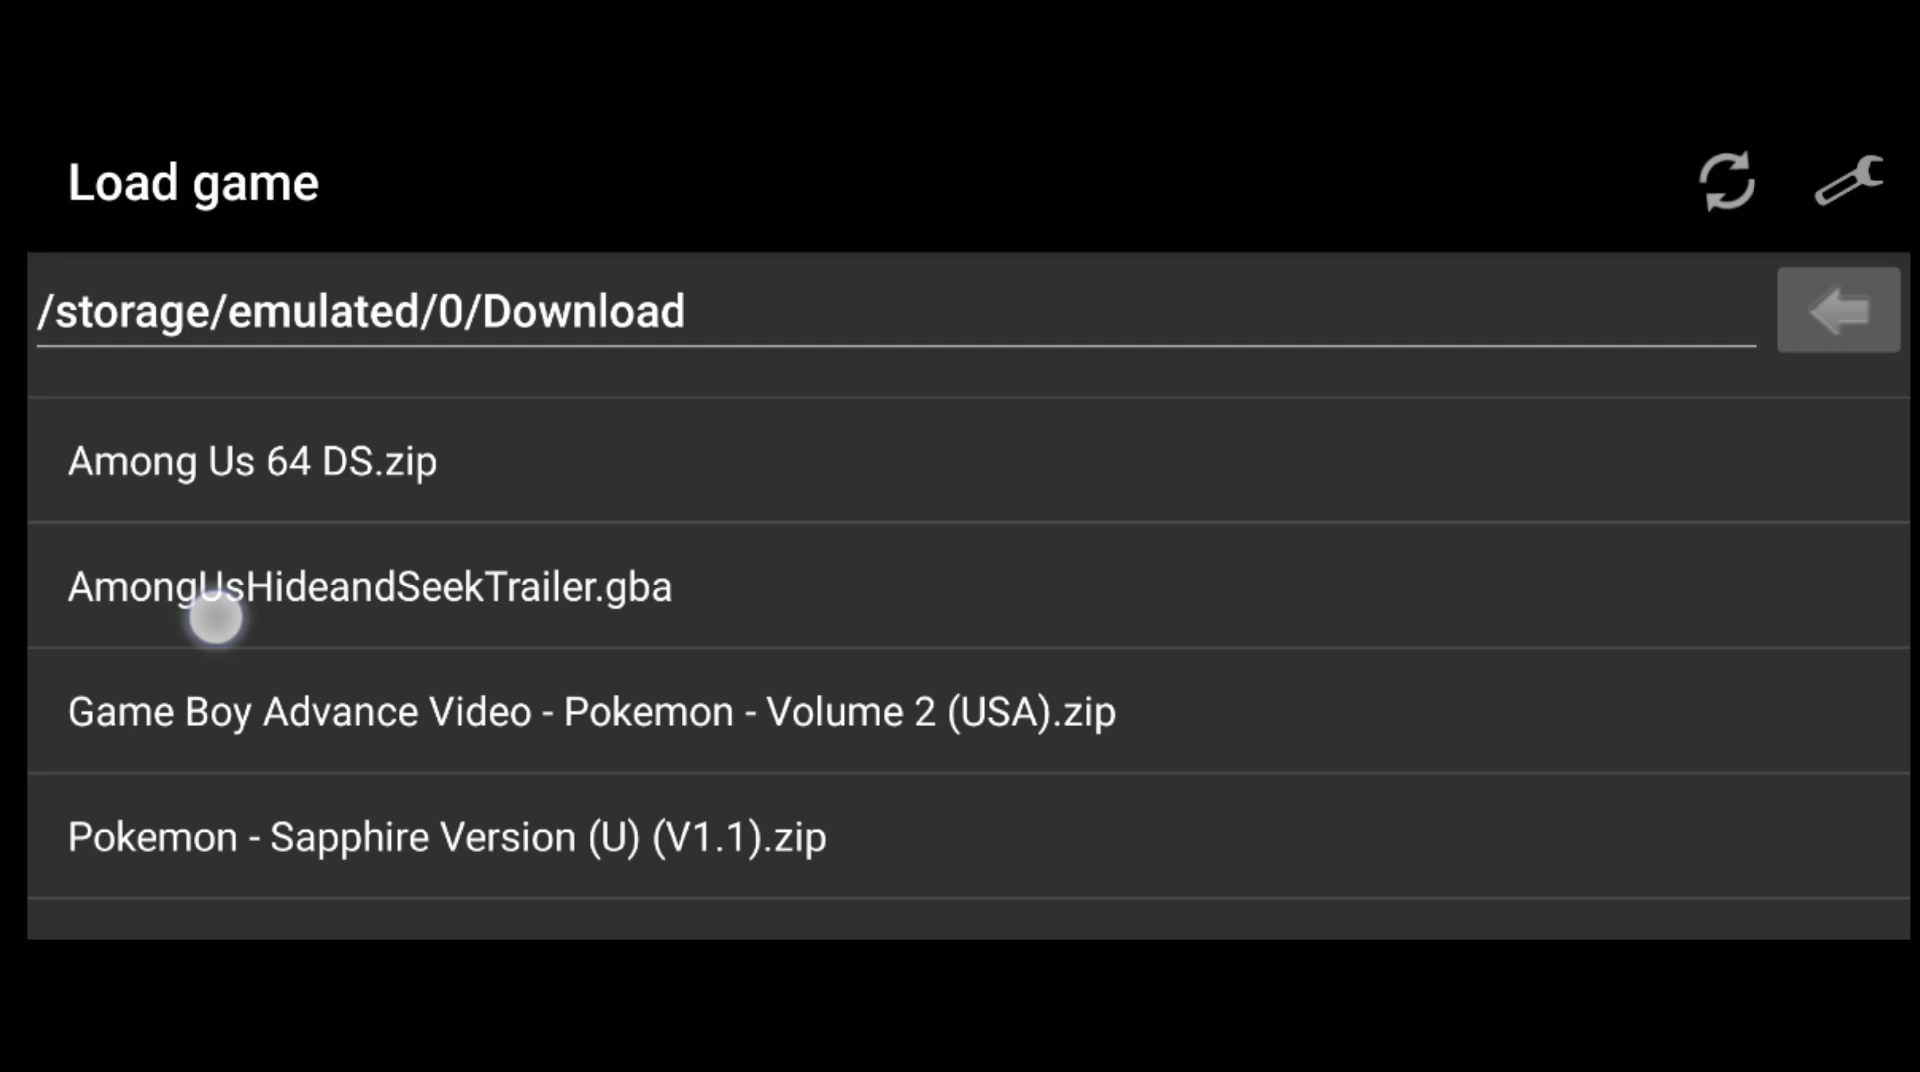 Load game
/storage/emulated/0/Download
Among Us 64 DS.zip
AmongUsHideandSeekTrailer.gba
Game Boy Advance Video - Pokemon - Volume 2 (USA).zip
Pokemon - Sapphire Version (U) (V1.1).zip